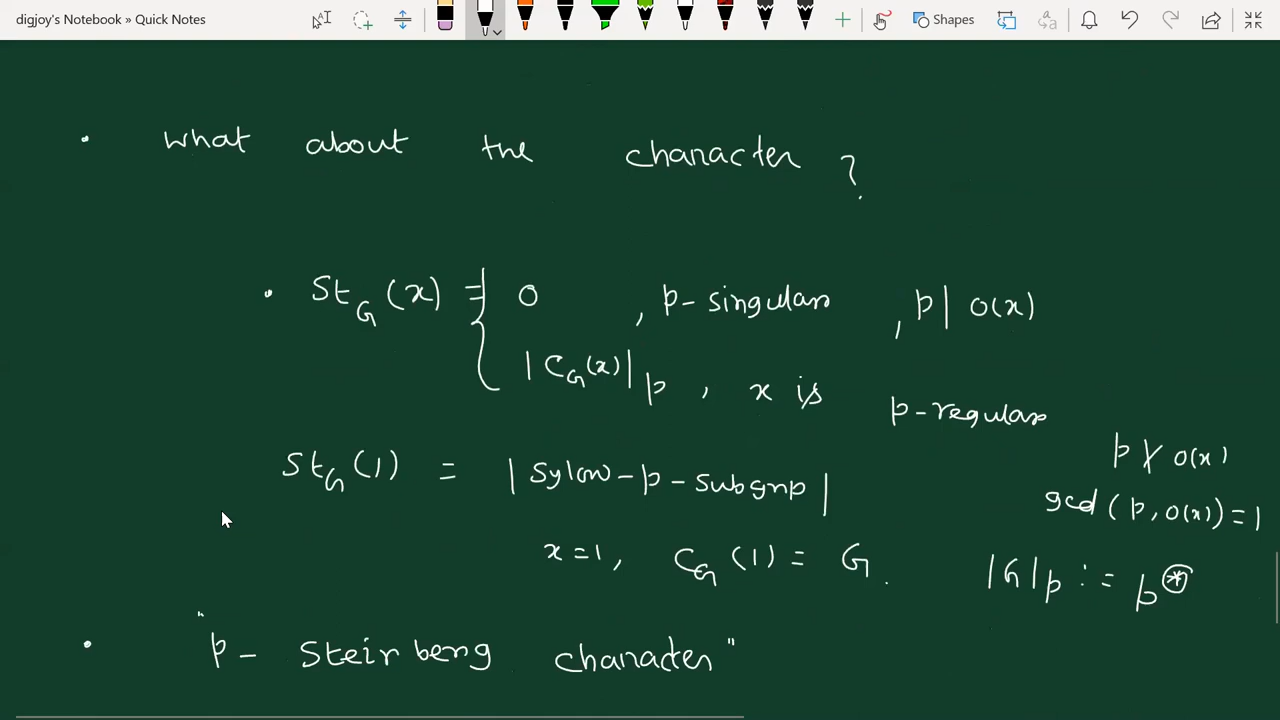 digjoy's Notebook » Quick Notes
Shapes
• What about the character ?
• St_G(x) = { 0 , p-singular , p | o(x)
|C_G(x)|_p , x is p-regular
p ∤ o(x)
St_G(1) = | Sylow-p-subgrp |
gcd(p, o(x)) = 1
x = 1, C_G(1) = G.
|G|_p := p^⊛
• "p- Steinberg character"